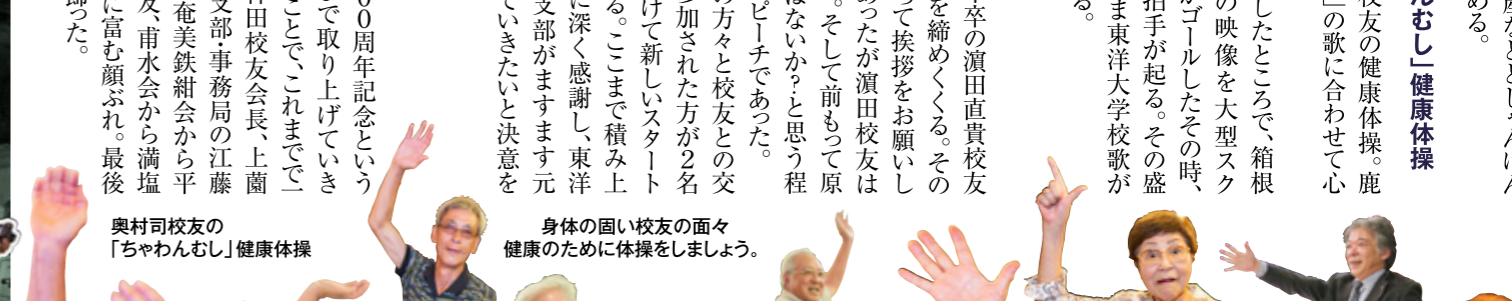 める。
んむし」健康体操
校友の健康体操。鹿
」の歌に合わせて心
したところで、箱根
の映像を大型スク
がゴールしたその時、
拍手が起る。その盛
ま東洋大学校歌が
る。
卒の濵田直貴校友
を締めくくる。その
って挨拶をお願いし
あったが濵田校友は
。そして前もって原
はないか?と思う程
ピーチであった。
の方々と校友との交
加された方が2名
けて新しいスタート
る。ここまで積み上
に深く感謝し、東洋
支部がますます元
ていきたいと決意を
00周年記念という
で取り上げていき
ことで、これまでで一
田校友会長、上薗
支部・事務局の江藤
奄美鉄紺会から平
友、甫水会から満塩
に富む顔ぶれ。最後
飾った。
身体の固い校友の面々
健康のために体操をしましょう。
奥村司校友の
「ちゃわんむし」健康体操